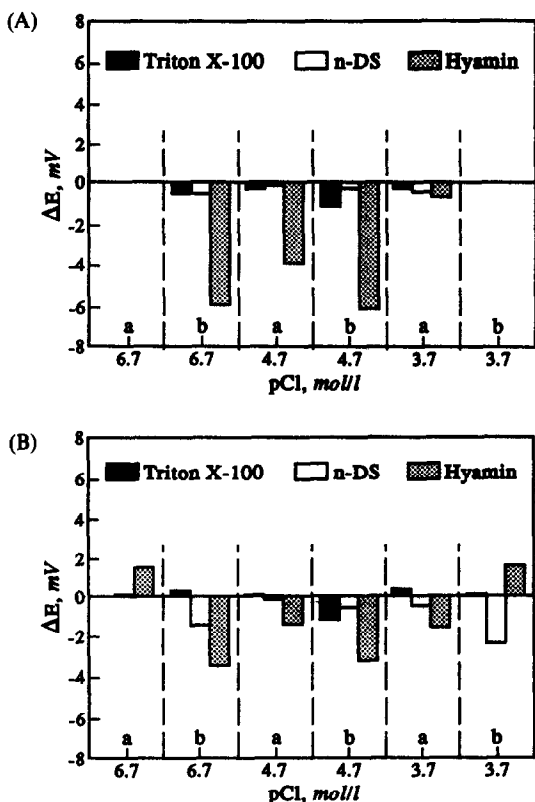 (A)
8
Triton X-100 n-DS Hyamin
6
4
2
0
-2
-4
-6
-8
ΔE, mV
a b a b a b
6.7 6.7 4.7 4.7 3.7 3.7
pCl, mol/l
(B)
8
Triton X-100 n-DS Hyamin
6
4
2
0
-2
-4
-6
-8
ΔE, mV
a b a b a b
6.7 6.7 4.7 4.7 3.7 3.7
pCl, mol/l